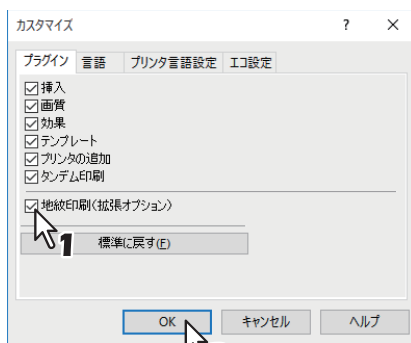 カスタマイズ ? ×
プラグイン 言語 プリンタ言語設定 エコ設定
挿入
画質
効果
テンプレート
プリンタの追加
タンデム印刷
地紋印刷(拡張オプション)
1
標準に戻す(E)
OK キャンセル ヘルプ